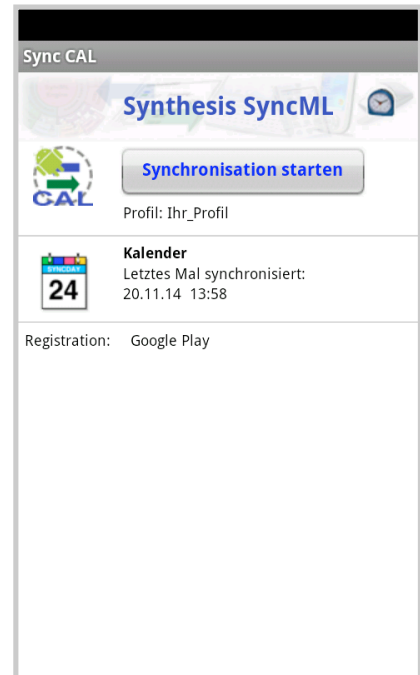 Sync CAL
Synthesis SyncML
Synchronisation starten
CAL
Profil: Ihr_Profil
Kalender
SYNCDAY
24
Letztes Mal synchronisiert:
20.11.14 13:58
Registration: Google Play